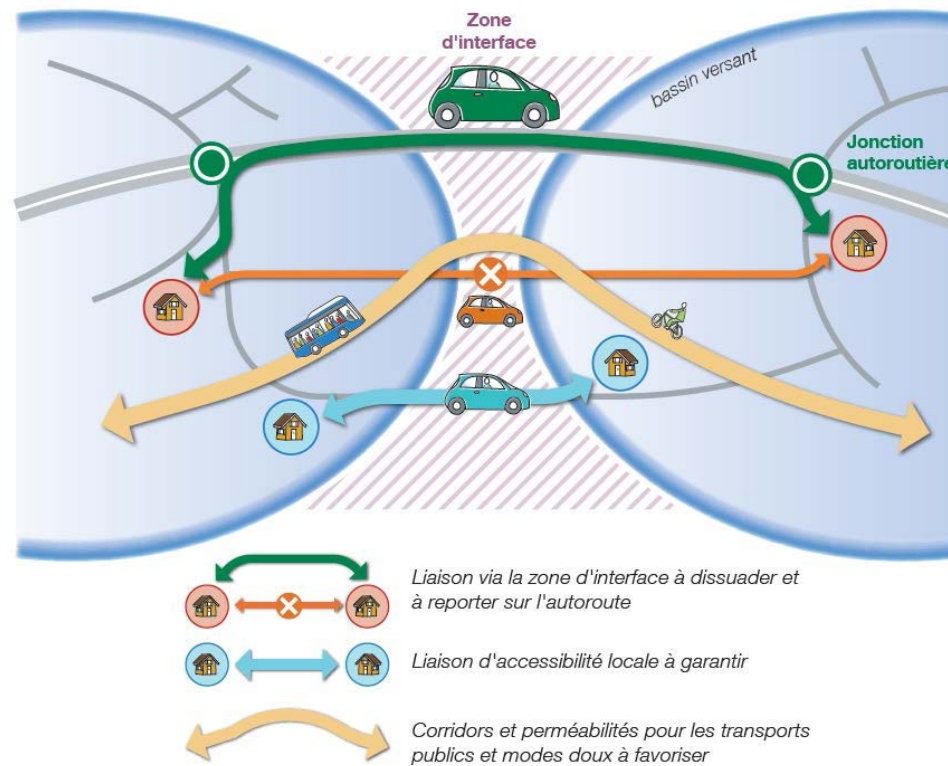 Zone
d'interface
bassin versant
Jonction
autoroutière
Liaison via la zone d'interface à dissuader et
à reporter sur l'autoroute
Liaison d'accessibilité locale à garantir
Corridors et perméabilités pour les transports
publics et modes doux à favoriser